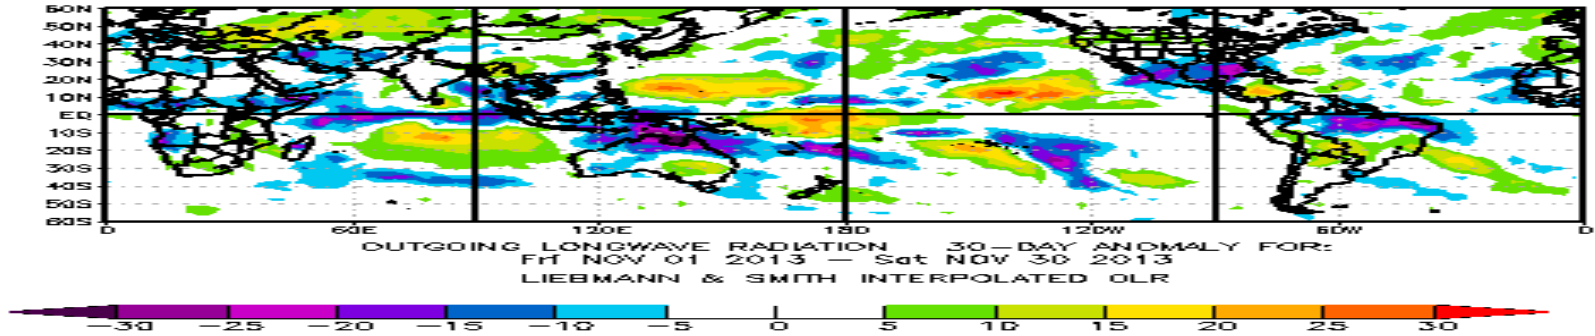 60N
50N
40N
30N
20N
10N
EQ
10S
20S
30S
40S
50S
60S
0 60E 120E 180 120W 60W 0
OUTGOING LONGWAVE RADIATION 30-DAY ANOMALY FOR:
Fri NOV 01 2013 - Sat NOV 30 2013
LIEBMANN & SMITH INTERPOLATED OLR
-30 -25 -20 -15 -10 -5 0 5 10 15 20 25 30